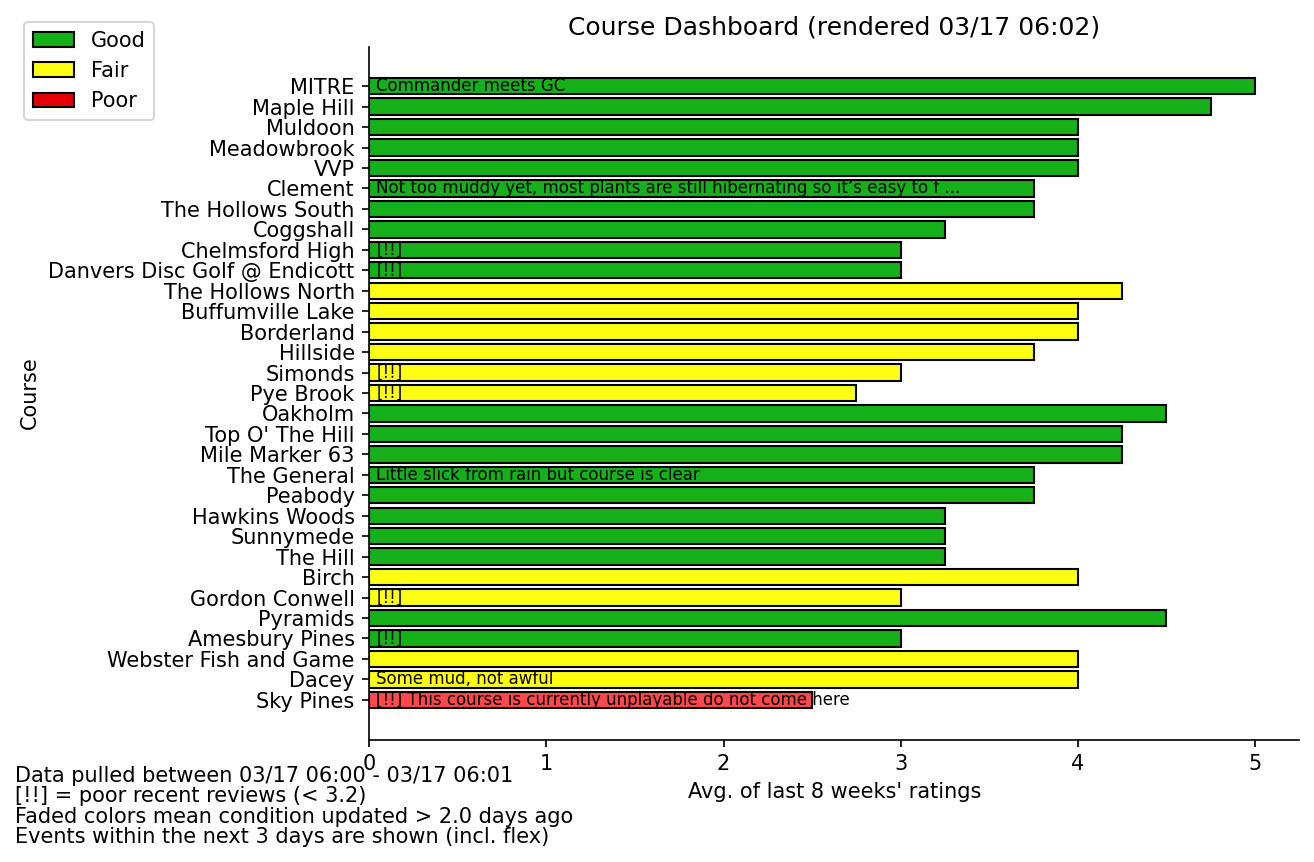 Course Dashboard (rendered 03/17 06:02)
Good
Fair
Poor
Course
MITRE Commander meets GC
Maple Hill
Muldoon
Meadowbrook
VVP
Clement Not too muddy yet, most plants are still hibernating so it’s easy to f ...
The Hollows South
Coggshall
Chelmsford High [!!]
Danvers Disc Golf @ Endicott [!!]
The Hollows North
Buffumville Lake
Borderland
Hillside
Simonds [!!]
Pye Brook [!!]
Oakholm
Top O' The Hill
Mile Marker 63
The General Little slick from rain but course is clear
Peabody
Hawkins Woods
Sunnymede
The Hill
Birch
Gordon Conwell [!!]
Pyramids
Amesbury Pines [!!]
Webster Fish and Game
Dacey Some mud, not awful
Sky Pines [!!] This course is currently unplayable do not come here
0 1 2 3 4 5
Avg. of last 8 weeks' ratings
Data pulled between 03/17 06:00 - 03/17 06:01
[!!] = poor recent reviews (< 3.2)
Faded colors mean condition updated > 2.0 days ago
Events within the next 3 days are shown (incl. flex)